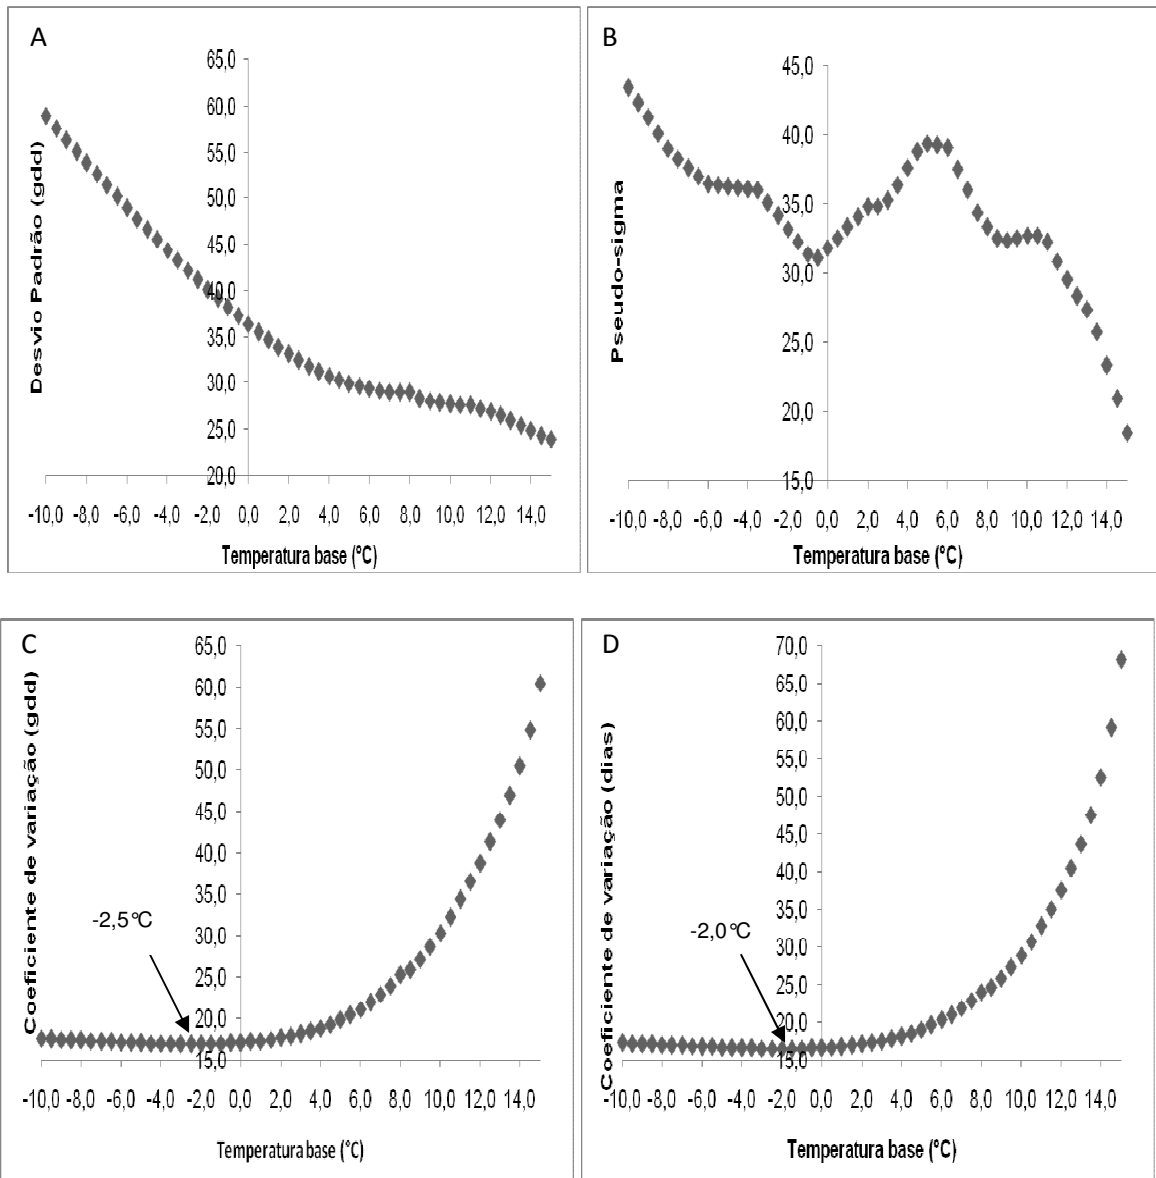 A
Desvio Padrão (gdd)
65,0
60,0
55,0
50,0
45,0
40,0
35,0
30,0
25,0
20,0
-10,0 -8,0 -6,0 -4,0 -2,0 0,0 2,0 4,0 6,0 8,0 10,0 12,0 14,0
Temperatura base (°C)
B
Pseudo-sigma
45,0
40,0
35,0
30,0
25,0
20,0
15,0
-10,0 -8,0 -6,0 -4,0 -2,0 0,0 2,0 4,0 6,0 8,0 10,0 12,0 14,0
Temperatura base (°C)
C
Coeficiente de variação (gdd)
65,0
60,0
55,0
50,0
45,0
40,0
35,0
30,0
25,0
20,0
15,0
-2,5°C
-10,0 -8,0 -6,0 -4,0 -2,0 0,0 2,0 4,0 6,0 8,0 10,0 12,0 14,0
Temperatura base (°C)
D
Coeficiente de variação (dias)
70,0
65,0
60,0
55,0
50,0
45,0
40,0
35,0
30,0
25,0
20,0
15,0
-2,0°C
-10,0 -8,0 -6,0 -4,0 -2,0 0,0 2,0 4,0 6,0 8,0 10,0 12,0 14,0
Temperatura base (°C)